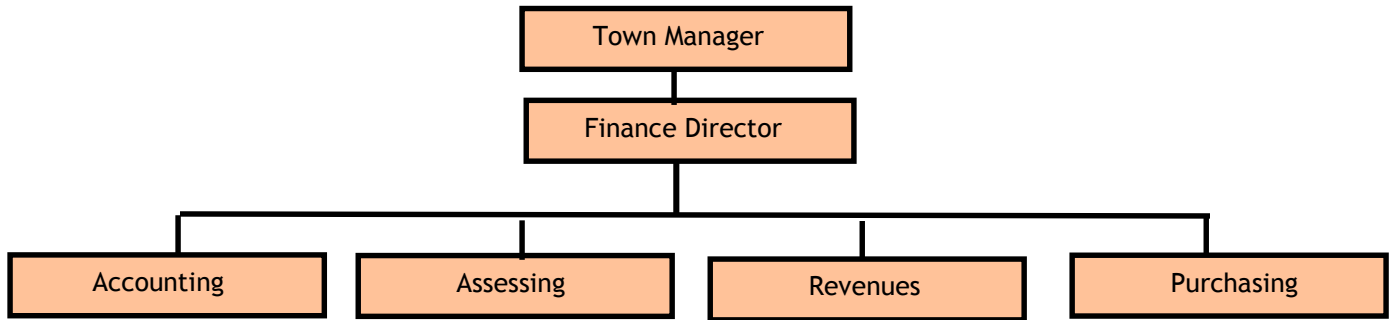 Town Manager
Finance Director
Accounting
Assessing
Revenues
Purchasing